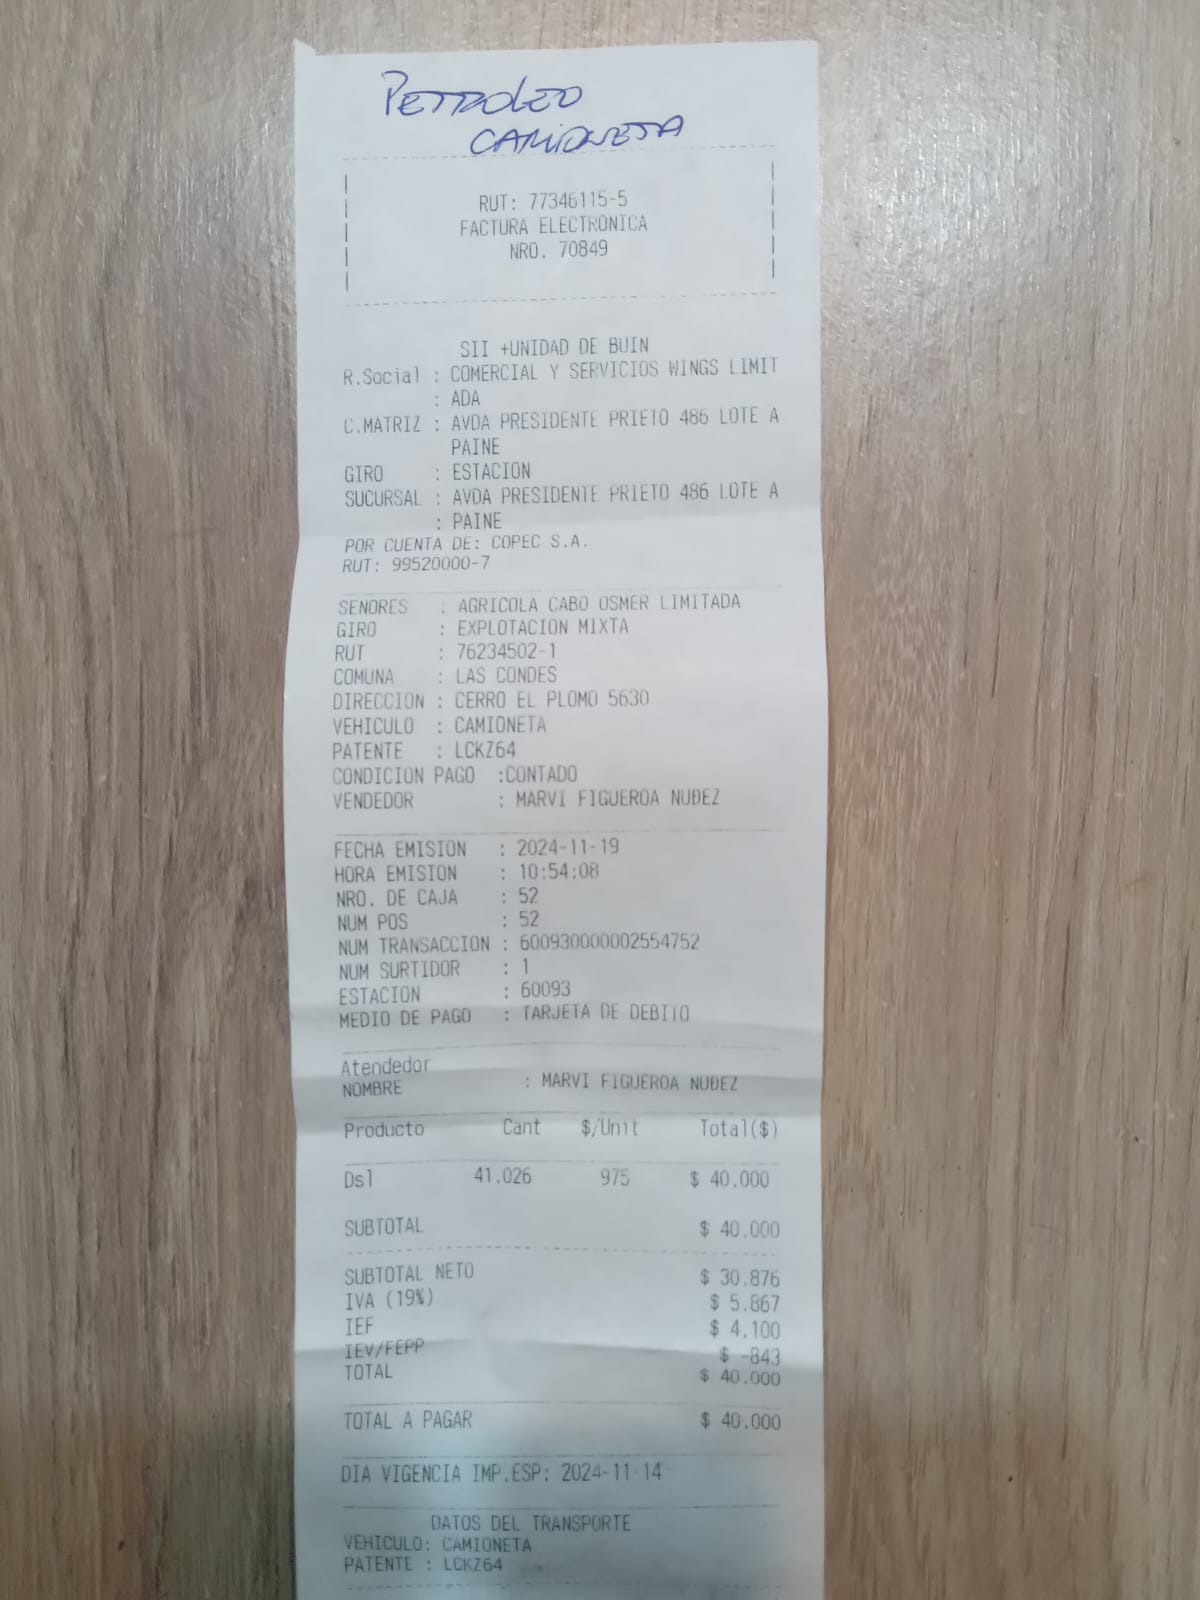 PETROLEO
CAMIONETA
RUT: 77346115-5
FACTURA ELECTRONICA
NRO. 70849
SII +UNIDAD DE BUIN
R.Social : COMERCIAL Y SERVICIOS WINGS LIMIT
: ADA
C.MATRIZ : AVDA PRESIDENTE PRIETO 486 LOTE A
PAINE
GIRO : ESTACION
SUCURSAL : AVDA PRESIDENTE PRIETO 486 LOTE A
: PAINE
POR CUENTA DE: COPEC S.A.
RUT: 99520000-7
SENORES : AGRICOLA CABO OSMER LIMITADA
GIRO : EXPLOTACION MIXTA
RUT : 76234502-1
COMUNA : LAS CONDES
DIRECCION : CERRO EL PLOMO 5630
VEHICULO : CAMIONETA
PATENTE : LCKZ64
CONDICION PAGO :CONTADO
VENDEDOR : MARVI FIGUEROA NUÐEZ
FECHA EMISION : 2024-11-19
HORA EMISION : 10:54:08
NRO. DE CAJA : 52
NUM POS : 52
NUM TRANSACCION : 600930000002554752
NUM SURTIDOR : 1
ESTACION : 60093
MEDIO DE PAGO : TARJETA DE DEBITO
Atendedor
NOMBRE : MARVI FIGUEROA NUÐEZ
Producto Cant $/Unit Total($)
Dsl 41.026 975 $ 40.000
SUBTOTAL $ 40.000
SUBTOTAL NETO $ 30.876
IVA (19%) $ 5.867
IEF $ 4.100
IEV/FEPP $ -843
TOTAL $ 40.000
TOTAL A PAGAR $ 40.000
DIA VIGENCIA IMP.ESP: 2024-11-14
DATOS DEL TRANSPORTE
VEHICULO: CAMIONETA
PATENTE : LCKZ64